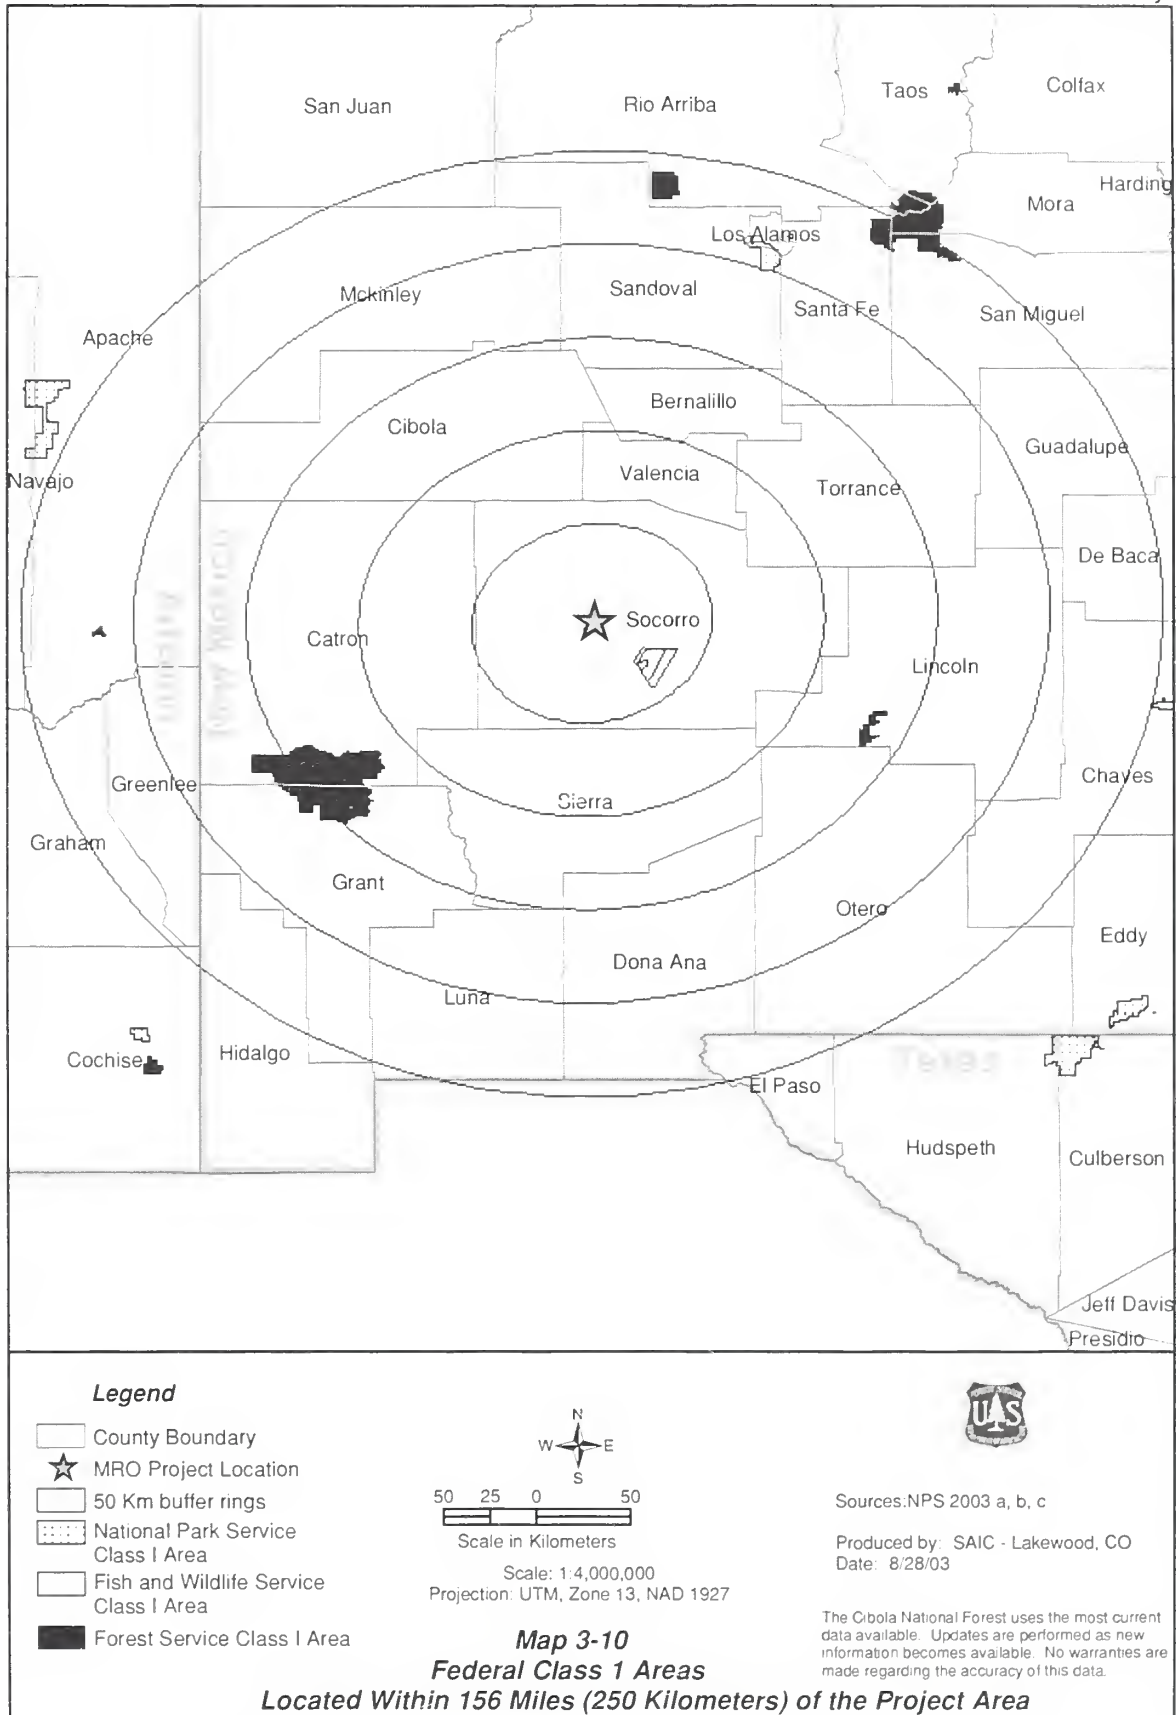 San Juan
Rio Arriba
Taos
Colfax
Harding
Mora
Los Alamos
Mckinley
Sandoval
Santa Fe
San Miguel
Apache
Bernalillo
Cibola
Guadalupe
Valencia
Navajo
Torrance
De Baca
Arizona
New Mexico
Socorro
Catron
Lincoln
Greenlee
Chaves
Sierra
Graham
Grant
Otero
Eddy
Dona Ana
Luna
Cochise
Hidalgo
Texas
El Paso
Hudspeth
Culberson
Jeff Davis
Presidio
Legend
County Boundary
MRO Project Location
50 Km buffer rings
National Park Service
Class I Area
Fish and Wildlife Service
Class I Area
Forest Service Class I Area
N
W E
S
50 25 0 50
Scale in Kilometers
Scale: 1:4,000,000
Projection: UTM, Zone 13, NAD 1927
Map 3-10
Federal Class 1 Areas
Located Within 156 Miles (250 Kilometers) of the Project Area
U S
Sources:NPS 2003 a, b, c
Produced by: SAIC - Lakewood, CO
Date: 8/28/03
The Cibola National Forest uses the most current
data available. Updates are performed as new
information becomes available. No warranties are
made regarding the accuracy of this data.